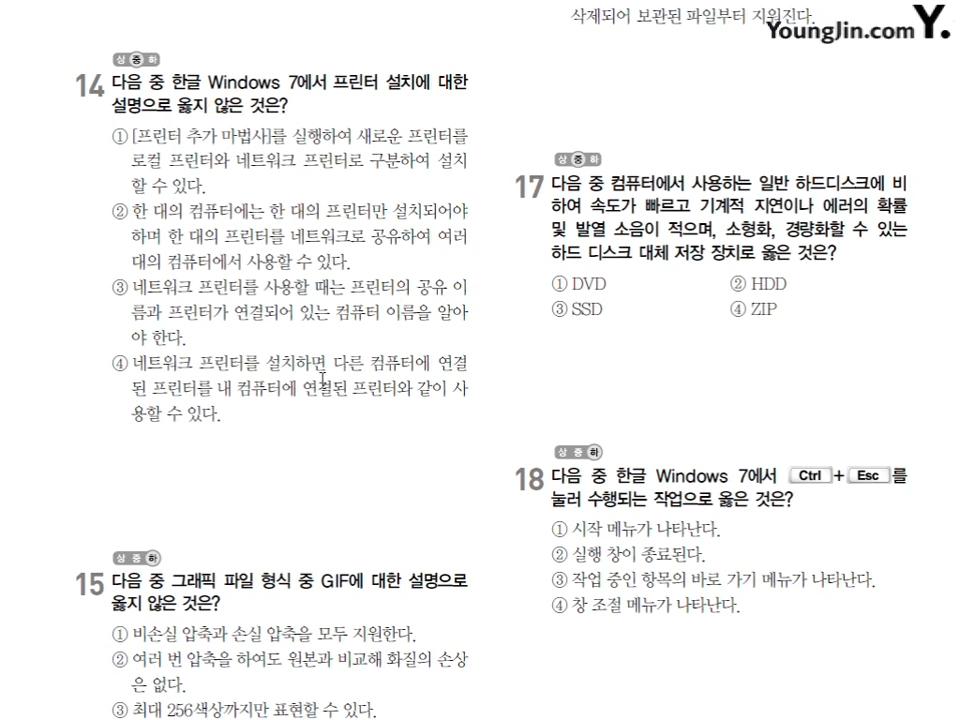 삭제되어 보관된 파일부터 지워진다.
YoungJin.com Y.
상 중 하
14 다음 중 한글 Windows 7에서 프린터 설치에 대한
설명으로 옳지 않은 것은?
① [프린터 추가 마법사]를 실행하여 새로운 프린터를
로컬 프린터와 네트워크 프린터로 구분하여 설치
할 수 있다.
② 한 대의 컴퓨터에는 한 대의 프린터만 설치되어야
하며 한 대의 프린터를 네트워크로 공유하여 여러
대의 컴퓨터에서 사용할 수 있다.
③ 네트워크 프린터를 사용할 때는 프린터의 공유 이
름과 프린터가 연결되어 있는 컴퓨터 이름을 알아
야 한다.
④ 네트워크 프린터를 설치하면 다른 컴퓨터에 연결
된 프린터를 내 컴퓨터에 연결된 프린터와 같이 사
용할 수 있다.
상 중 하
15 다음 중 그래픽 파일 형식 중 GIF에 대한 설명으로
옳지 않은 것은?
① 비손실 압축과 손실 압축을 모두 지원한다.
② 여러 번 압축을 하여도 원본과 비교해 화질의 손상
은 없다.
③ 최대 256색상까지만 표현할 수 있다.
상 중 하
17 다음 중 컴퓨터에서 사용하는 일반 하드디스크에 비
하여 속도가 빠르고 기계적 지연이나 에러의 확률
및 발열 소음이 적으며, 소형화, 경량화할 수 있는
하드 디스크 대체 저장 장치로 옳은 것은?
① DVD ② HDD
③ SSD ④ ZIP
상 중 하
18 다음 중 한글 Windows 7에서 Ctrl + Esc 를
눌러 수행되는 작업으로 옳은 것은?
① 시작 메뉴가 나타난다.
② 실행 창이 종료된다.
③ 작업 중인 항목의 바로 가기 메뉴가 나타난다.
④ 창 조절 메뉴가 나타난다.